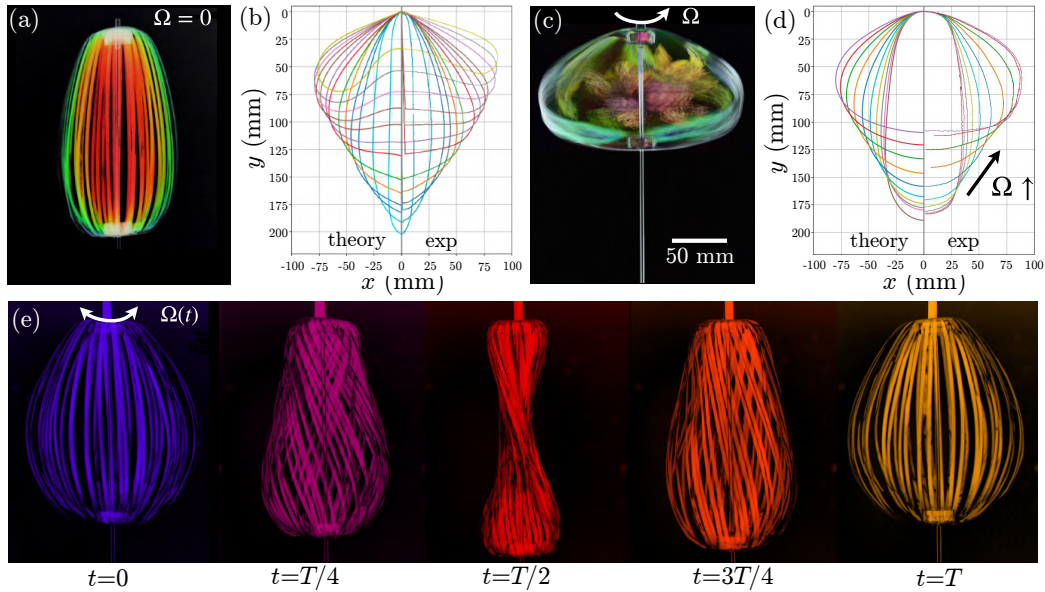 (a)
Ω = 0
(b)
y (mm)
0
25
50
75
100
125
150
175
200
theory
exp
-100 -75 -50 -25 0 25 50 75 100
x (mm)
(c)
Ω
50 mm
(d)
y (mm)
0
25
50
75
100
125
150
175
200
Ω ↑
theory
exp
-100 -75 -50 -25 0 25 50 75 100
x (mm)
(e)
Ω(t)
t=0
t=T/4
t=T/2
t=3T/4
t=T